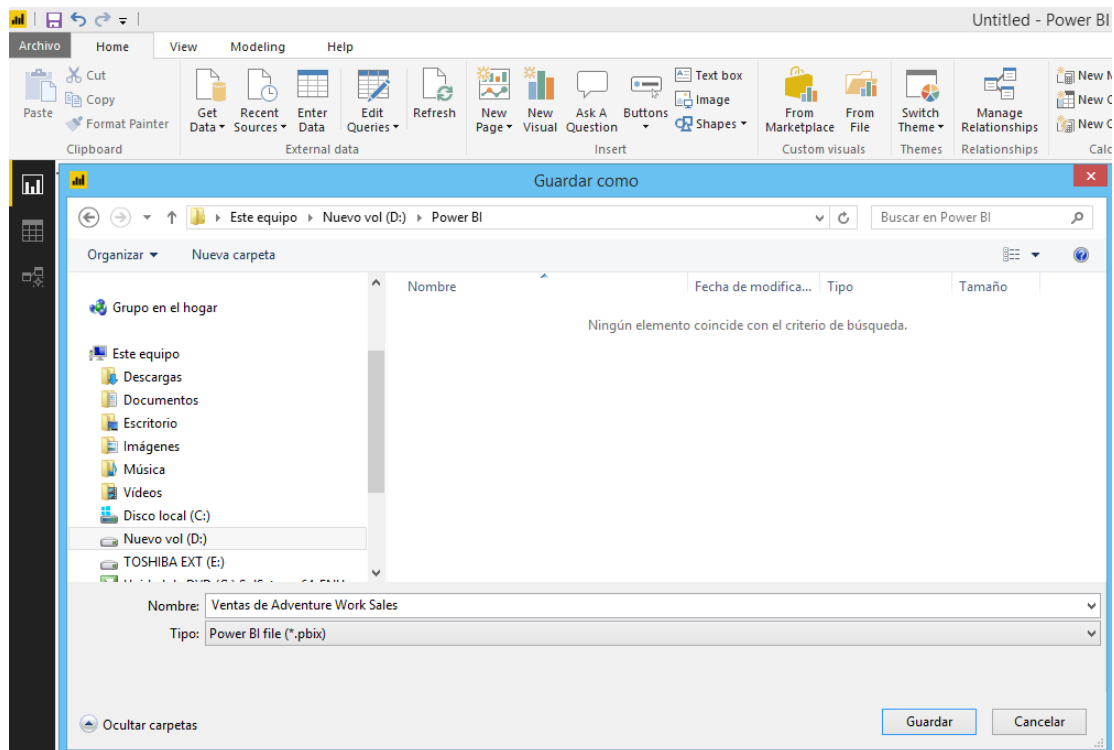 Untitled - Power BI
Archivo Home View Modeling Help
Paste
Cut
Copy
Format Painter
Clipboard
Get Data
Recent Sources
Enter Data
Edit Queries
External data
Refresh
New Page
New Visual
Ask A Question
Buttons
Text box
Image
Shapes
Insert
From Marketplace
From File
Custom visuals
Switch Theme
Themes
Manage Relationships
Relationships
New
New
New
Calc
Guardar como
Este equipo Nuevo vol (D:) Power BI
Buscar en Power BI
Organizar Nueva carpeta
Nombre Fecha de modifica... Tipo Tamaño
Ningún elemento coincide con el criterio de búsqueda.
Grupo en el hogar
Este equipo
Descargas
Documentos
Escritorio
Imágenes
Música
Vídeos
Disco local (C:)
Nuevo vol (D:)
TOSHIBA EXT (E:)
Nombre: Ventas de Adventure Work Sales
Tipo: Power BI file (*.pbix)
Ocultar carpetas
Guardar Cancelar